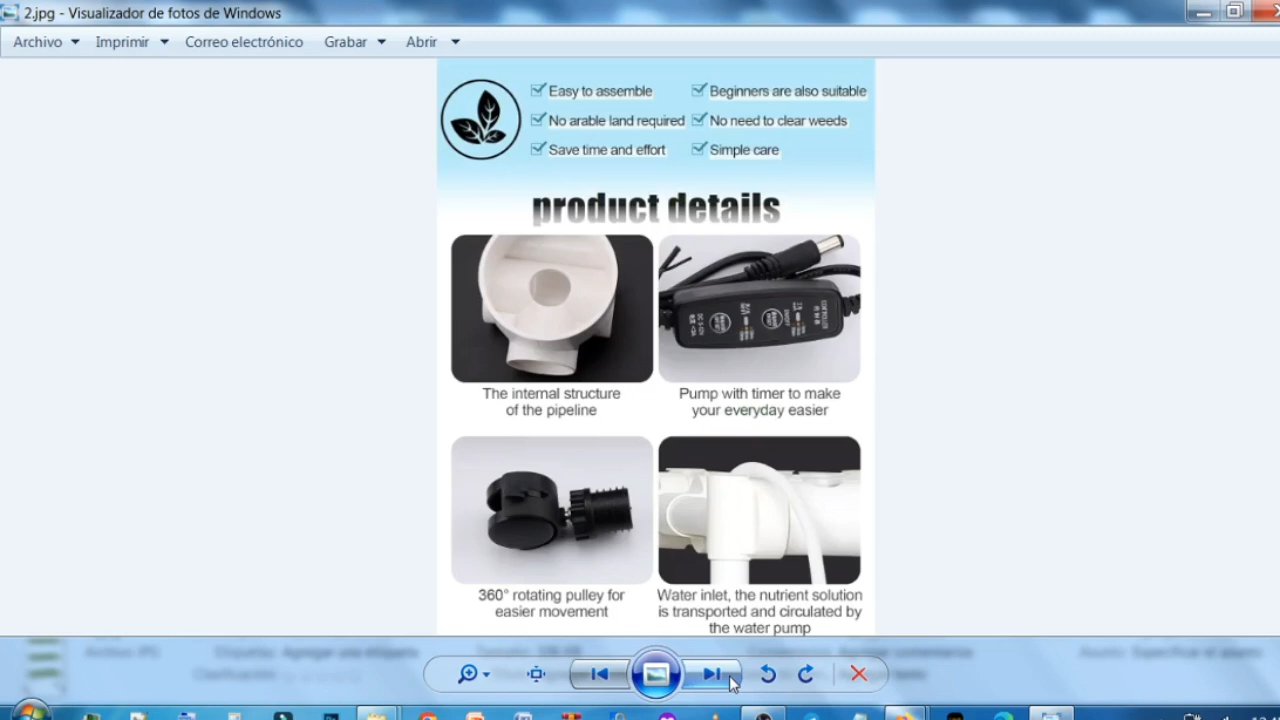 2.jpg - Visualizador de fotos de Windows
Archivo Imprimir Correo electrónico Grabar Abrir
Easy to assemble Beginners are also suitable
No arable land required No need to clear weeds
Save time and effort Simple care
product details
The internal structure
of the pipeline
Pump with timer to make
your everyday easier
360° rotating pulley for
easier movement
Water inlet, the nutrient solution
is transported and circulated by
the water pump